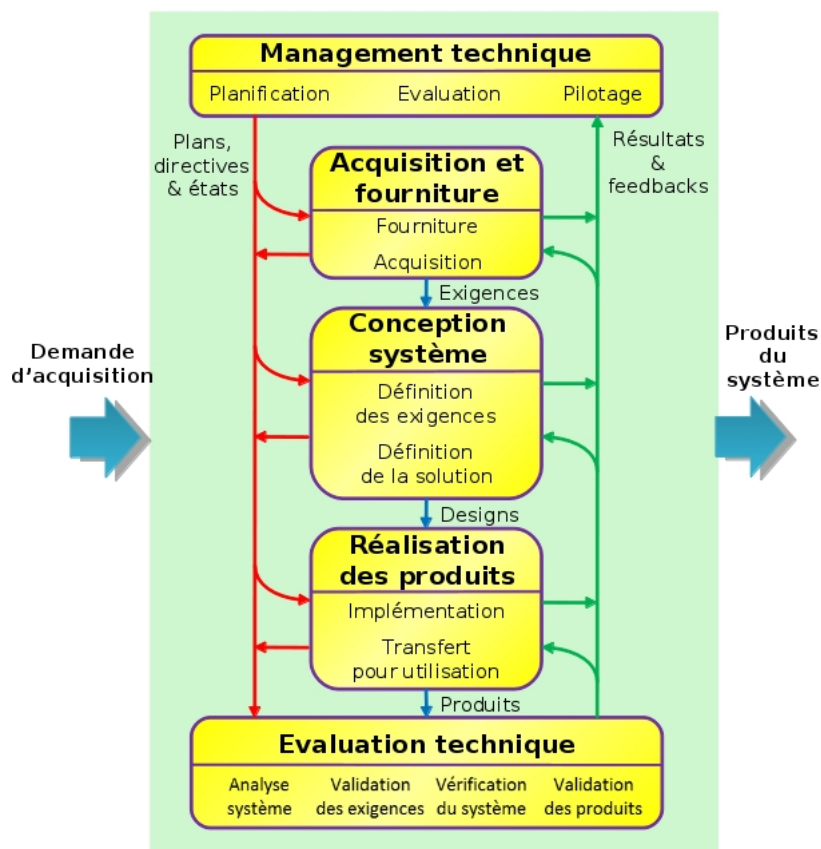 Management technique
Planification Evaluation Pilotage
Plans,
directives
& états
Résultats
&
feedbacks
Acquisition et
fourniture
Fourniture
Acquisition
Exigences
Demande
d’acquisition
Conception
système
Définition
des exigences
Définition
de la solution
Produits
du
système
Designs
Réalisation
des produits
Implémentation
Transfert
pour utilisation
Produits
Evaluation technique
Analyse
système
Validation
des exigences
Vérification
du système
Validation
des produits